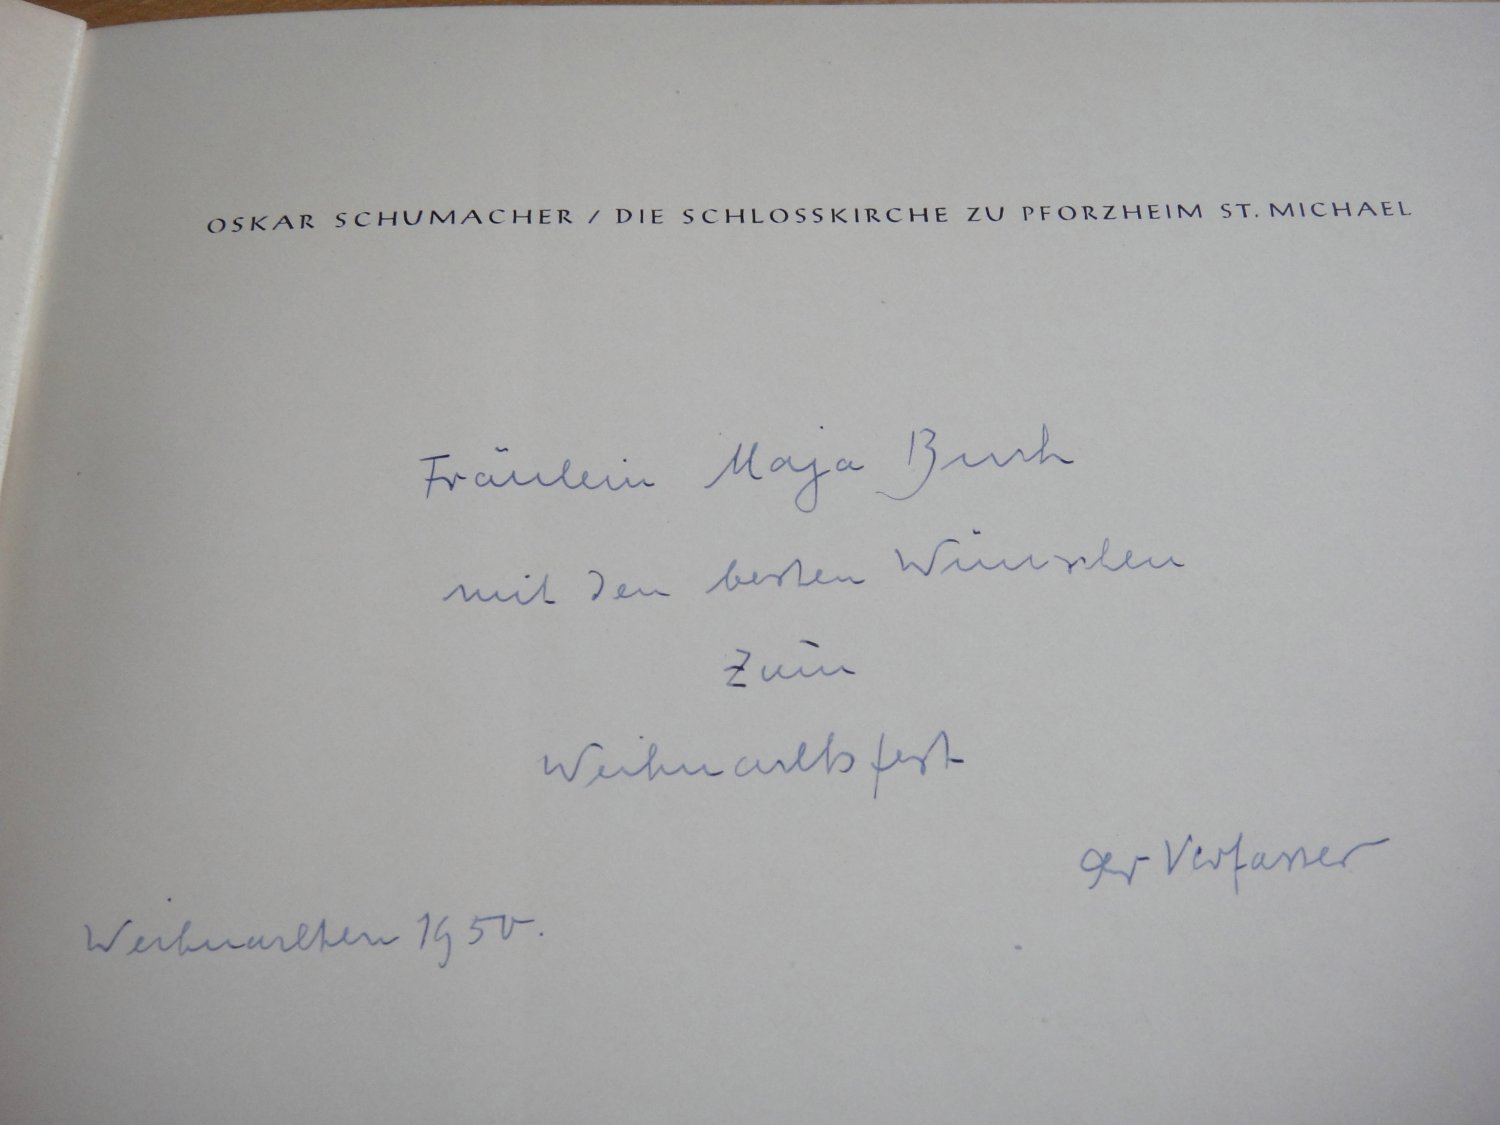 OSKAR SCHUMACHER / DIE SCHLOSSKIRCHE ZU PFORZHEIM ST. MICHAEL
Fräulein Maja
mit den besten Wünschen
zum
Weihnachtsfest
der Verfasser
Weihnachten 1950.